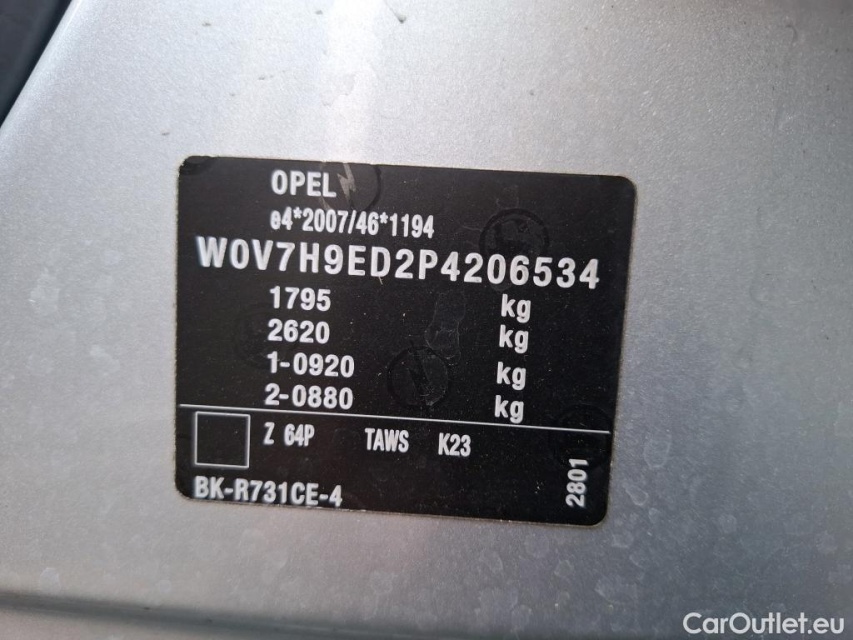 OPEL
e4*2007/46*1194
W0V7H9ED2P4206534
1795 kg
2620 kg
1-0920 kg
2-0880 kg
Z 64P TAWS K23
BK-R731CE-4
2801
CarOutlet.eu